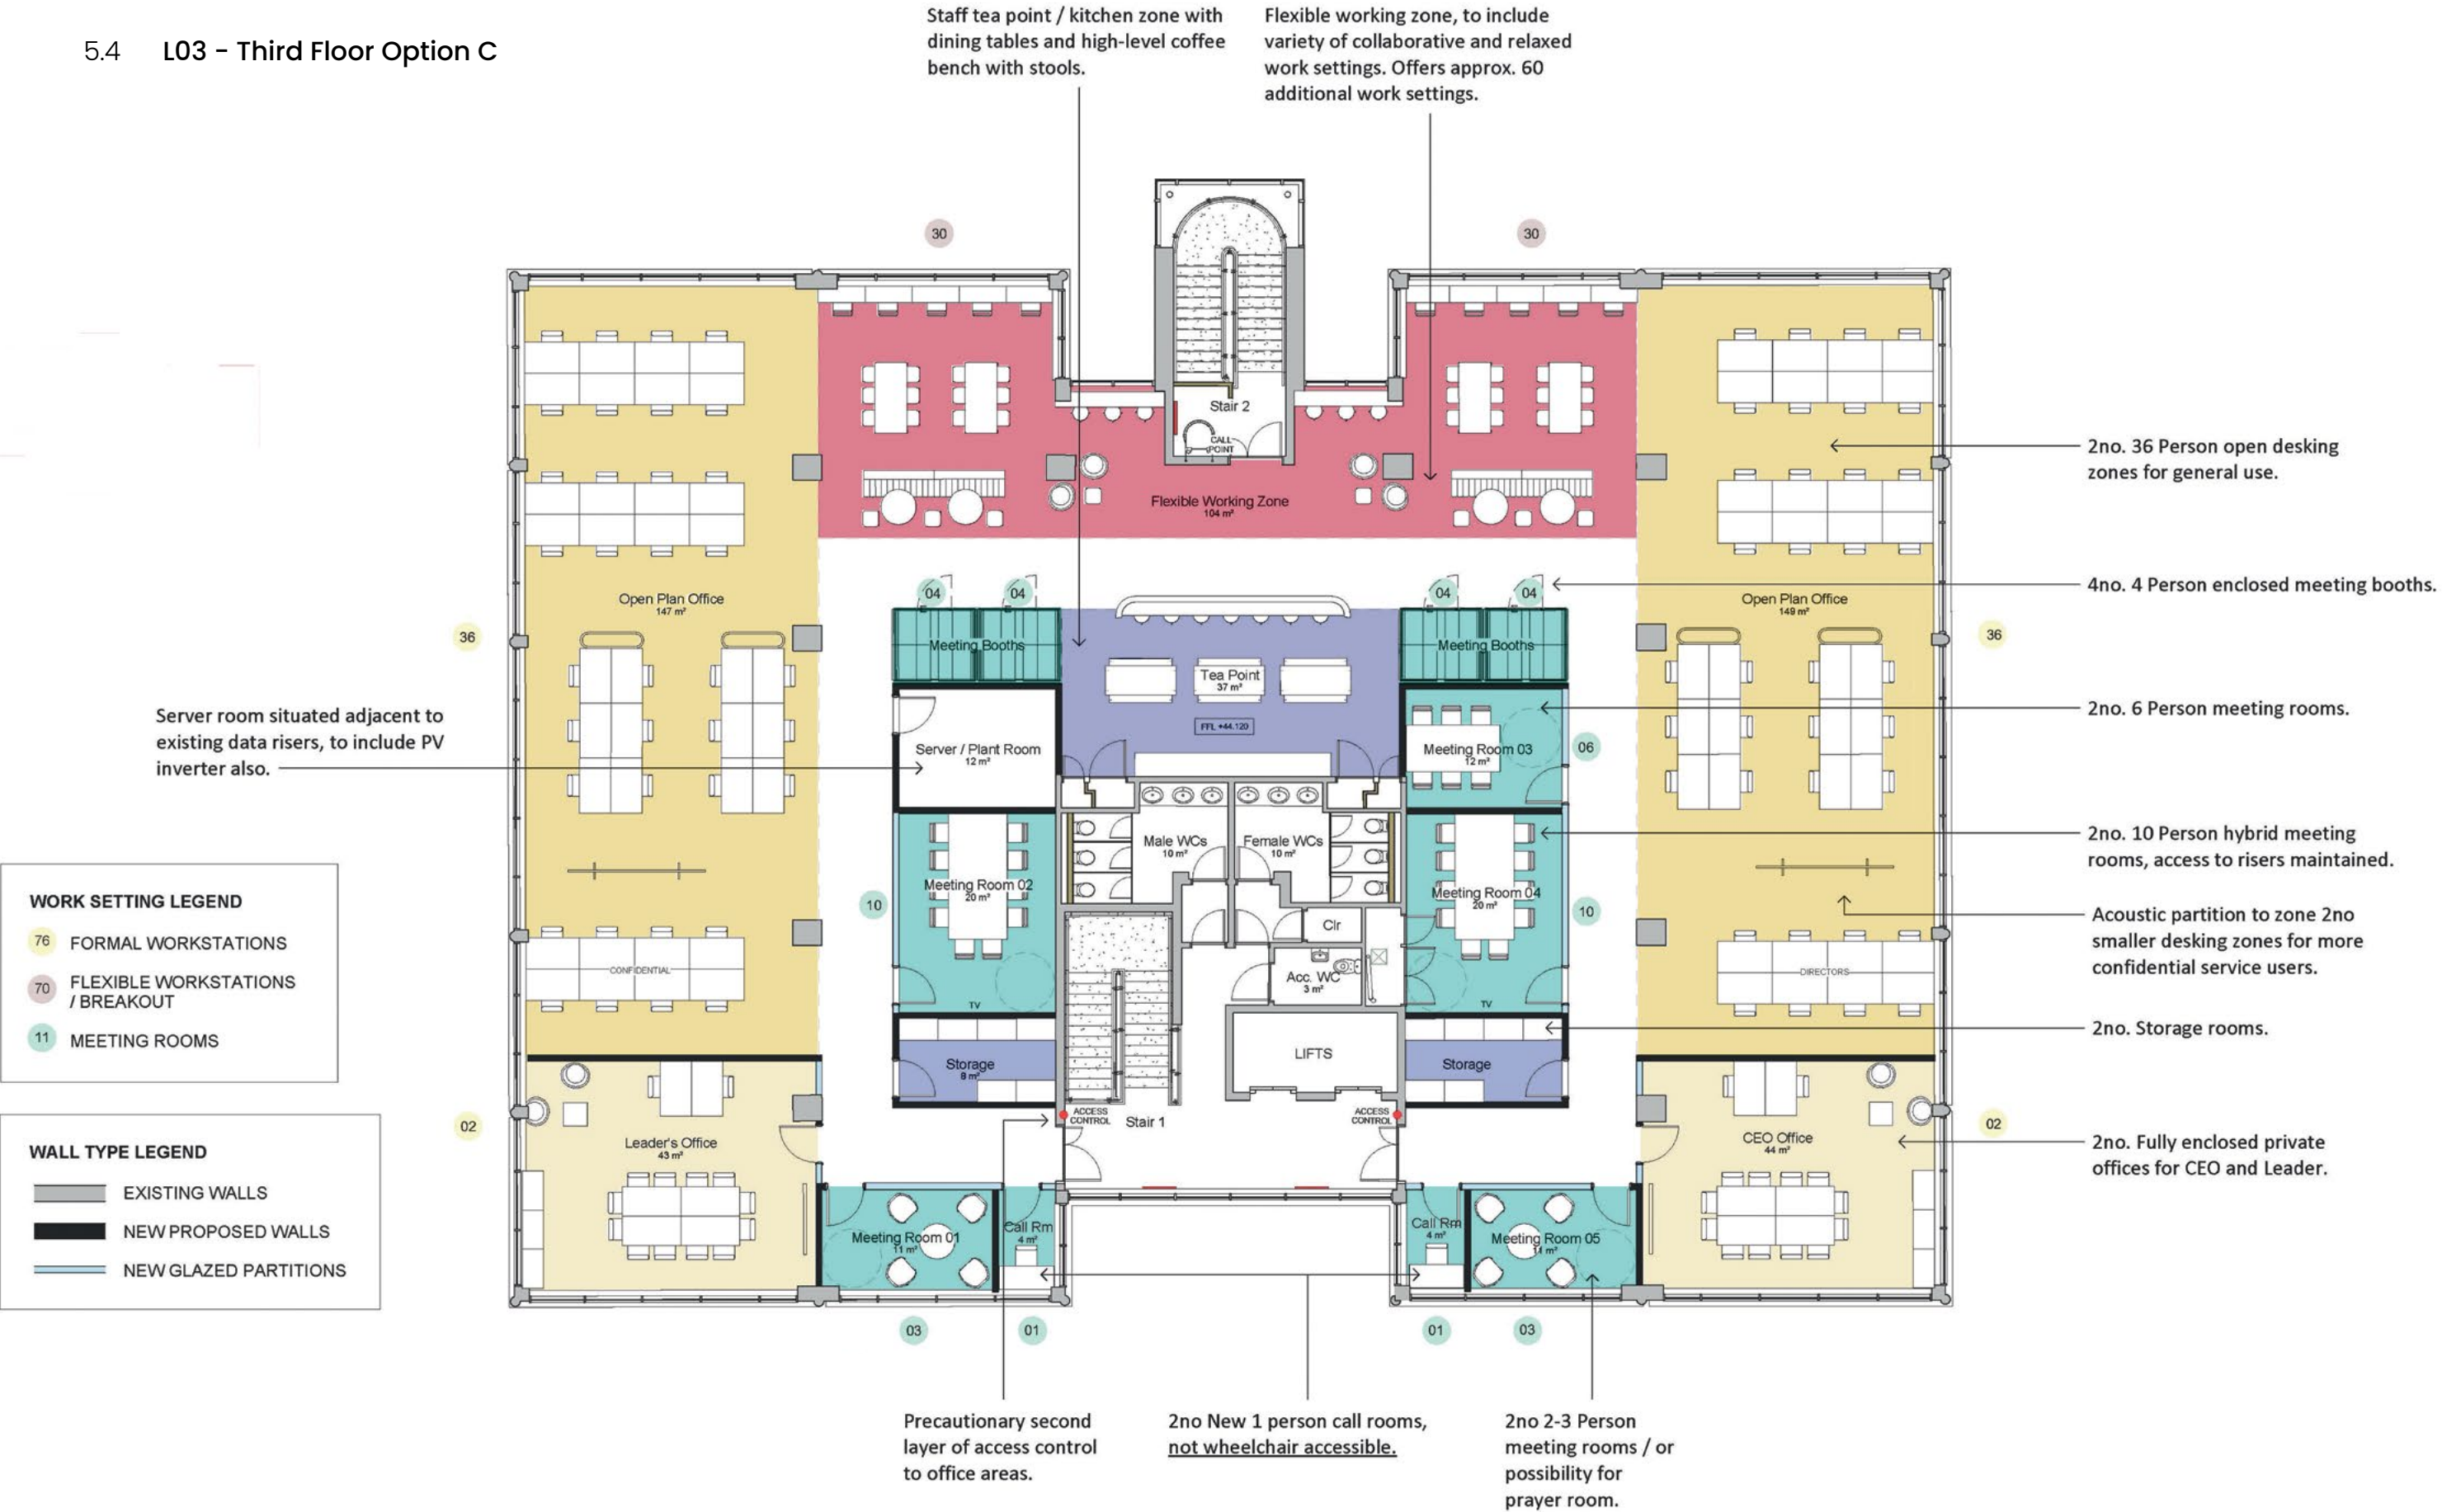 5.4 L03 - Third Floor Option C
Staff tea point / kitchen zone with
dining tables and high-level coffee
bench with stools.
Flexible working zone, to include
variety of collaborative and relaxed
work settings. Offers approx. 60
additional work settings.
30
30
Stair 2
CALL
POINT
Flexible Working Zone
104 m²
2no. 36 Person open desking
zones for general use.
04
04
04
04
4no. 4 Person enclosed meeting booths.
Open Plan Office
147 m²
Open Plan Office
149 m²
36
36
Meeting Booths
Meeting Booths
Tea Point
37 m²
FFL +44.120
2no. 6 Person meeting rooms.
Server room situated adjacent to
existing data risers, to include PV
inverter also.
Server / Plant Room
12 m²
Meeting Room 03
12 m²
06
Male WCs
10 m²
Female WCs
10 m²
2no. 10 Person hybrid meeting
rooms, access to risers maintained.
Meeting Room 02
20 m²
Meeting Room 04
20 m²
10
10
Clr
Acc. WC
3 m²
Acoustic partition to zone 2no
smaller desking zones for more
confidential service users.
CONFIDENTIAL
DIRECTORS
TV
TV
2no. Storage rooms.
LIFTS
Storage
8 m²
Storage
ACCESS
CONTROL
Stair 1
ACCESS
CONTROL
02
02
Leader's Office
43 m²
CEO Office
44 m²
2no. Fully enclosed private
offices for CEO and Leader.
Meeting Room 01
11 m²
Call Rm
4 m²
Call Rm
4 m²
Meeting Room 05
11 m²
03
01
01
03
Precautionary second
layer of access control
to office areas.
2no New 1 person call rooms,
not wheelchair accessible.
2no 2-3 Person
meeting rooms / or
possibility for
prayer room.
WORK SETTING LEGEND
76 FORMAL WORKSTATIONS
70 FLEXIBLE WORKSTATIONS
/ BREAKOUT
11 MEETING ROOMS
WALL TYPE LEGEND
EXISTING WALLS
NEW PROPOSED WALLS
NEW GLAZED PARTITIONS